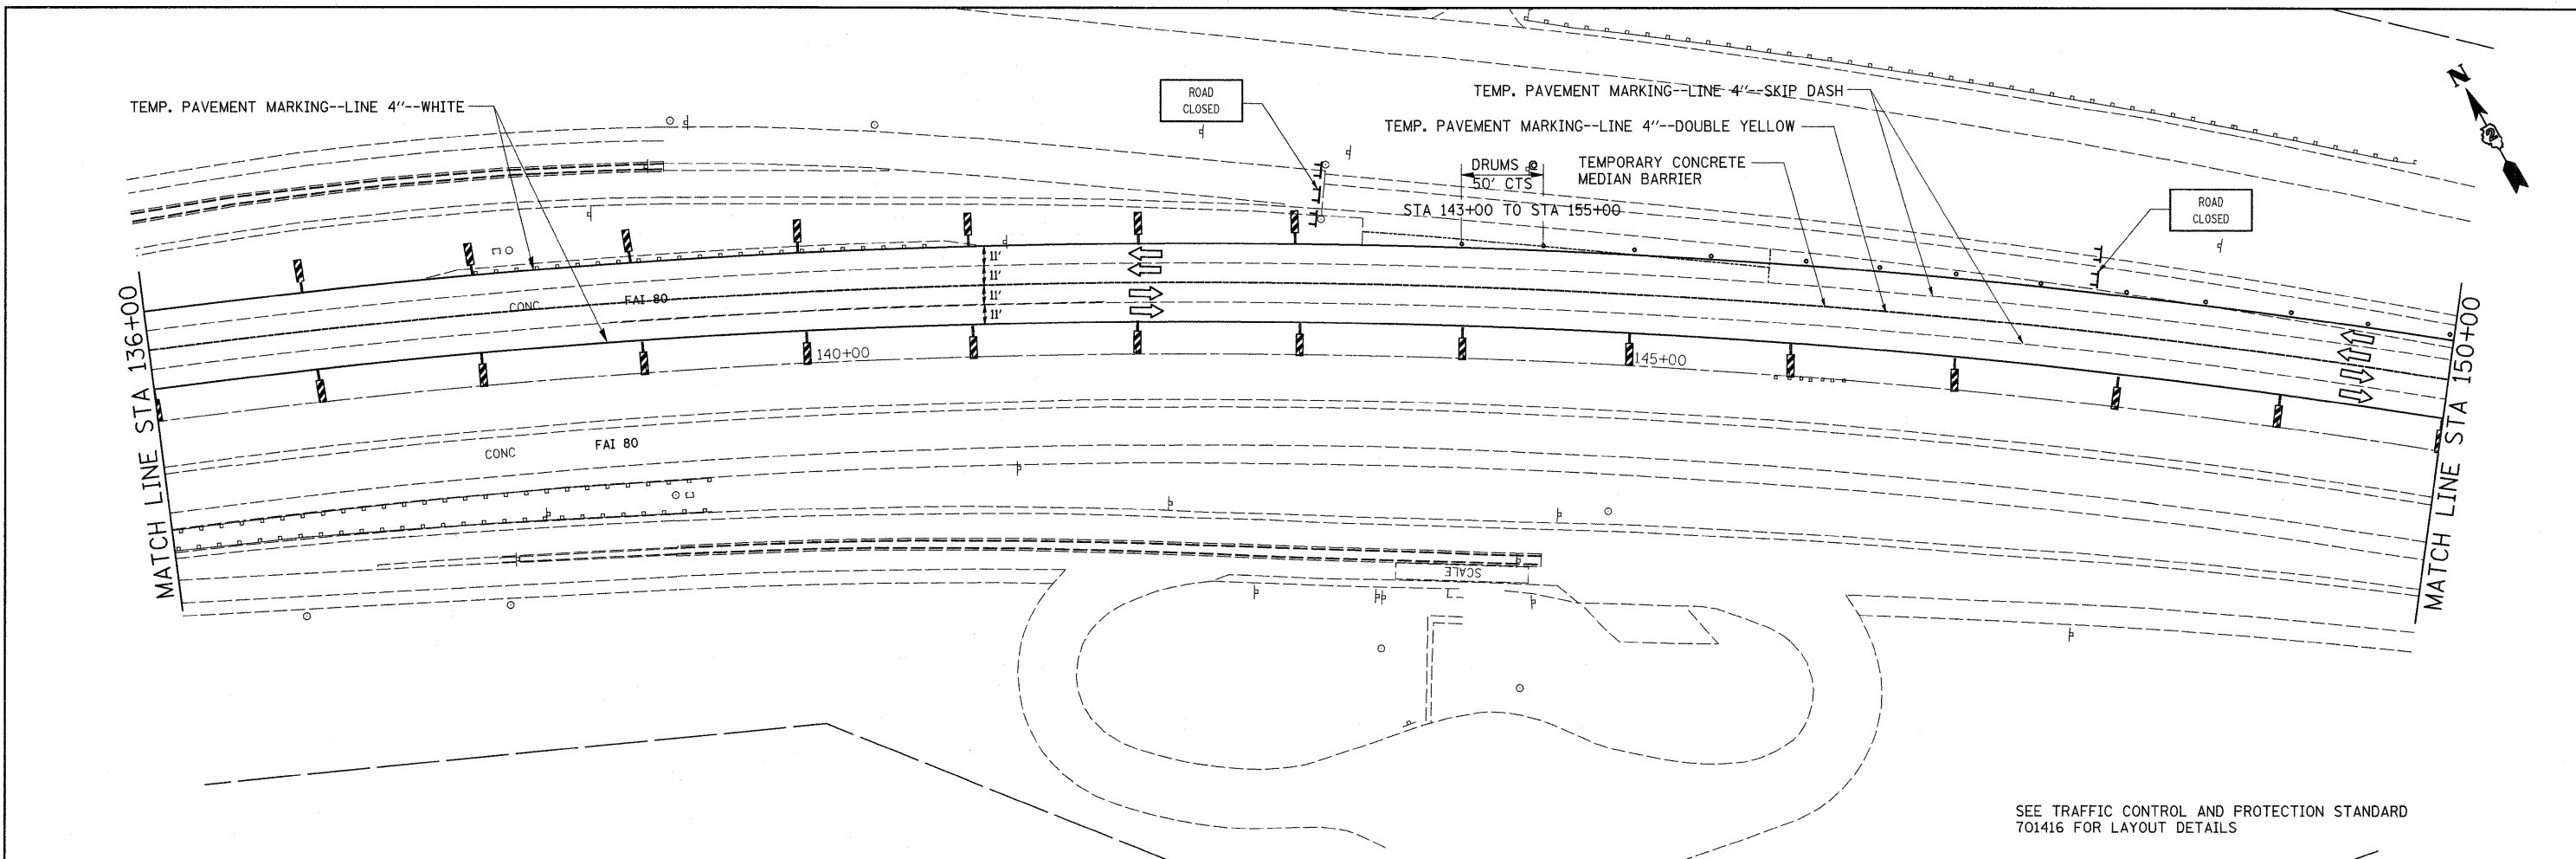 TEMP. PAVEMENT MARKING--LINE 4"--WHITE
ROAD
CLOSED
TEMP. PAVEMENT MARKING--LINE 4"--SKIP DASH
TEMP. PAVEMENT MARKING--LINE 4"--DOUBLE YELLOW
DRUMS @
50' CTS
TEMPORARY CONCRETE
MEDIAN BARRIER
STA 143+00 TO STA 155+00
ROAD
CLOSED
N
2
MATCH LINE STA 136+00
CONC
FAI 80
11'
11'
11'
11'
140+00
145+00
MATCH LINE STA 150+00
CONC
FAI 80
SCALE
SEE TRAFFIC CONTROL AND PROTECTION STANDARD
701416 FOR LAYOUT DETAILS